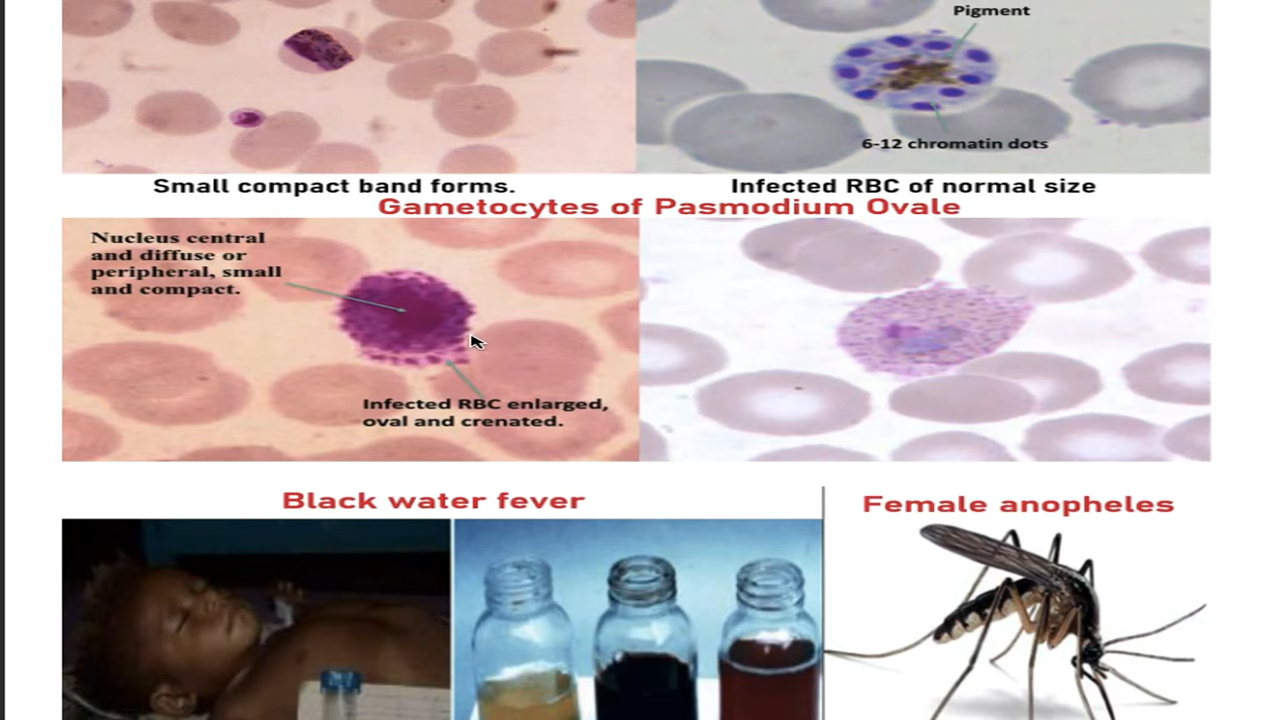 Pigment
6-12 chromatin dots
Small compact band forms.
Infected RBC of normal size
Gametocytes of Pasmodium Ovale
Nucleus central
and diffuse or
peripheral, small
and compact.
Infected RBC enlarged,
oval and crenated.
Black water fever
Female anopheles